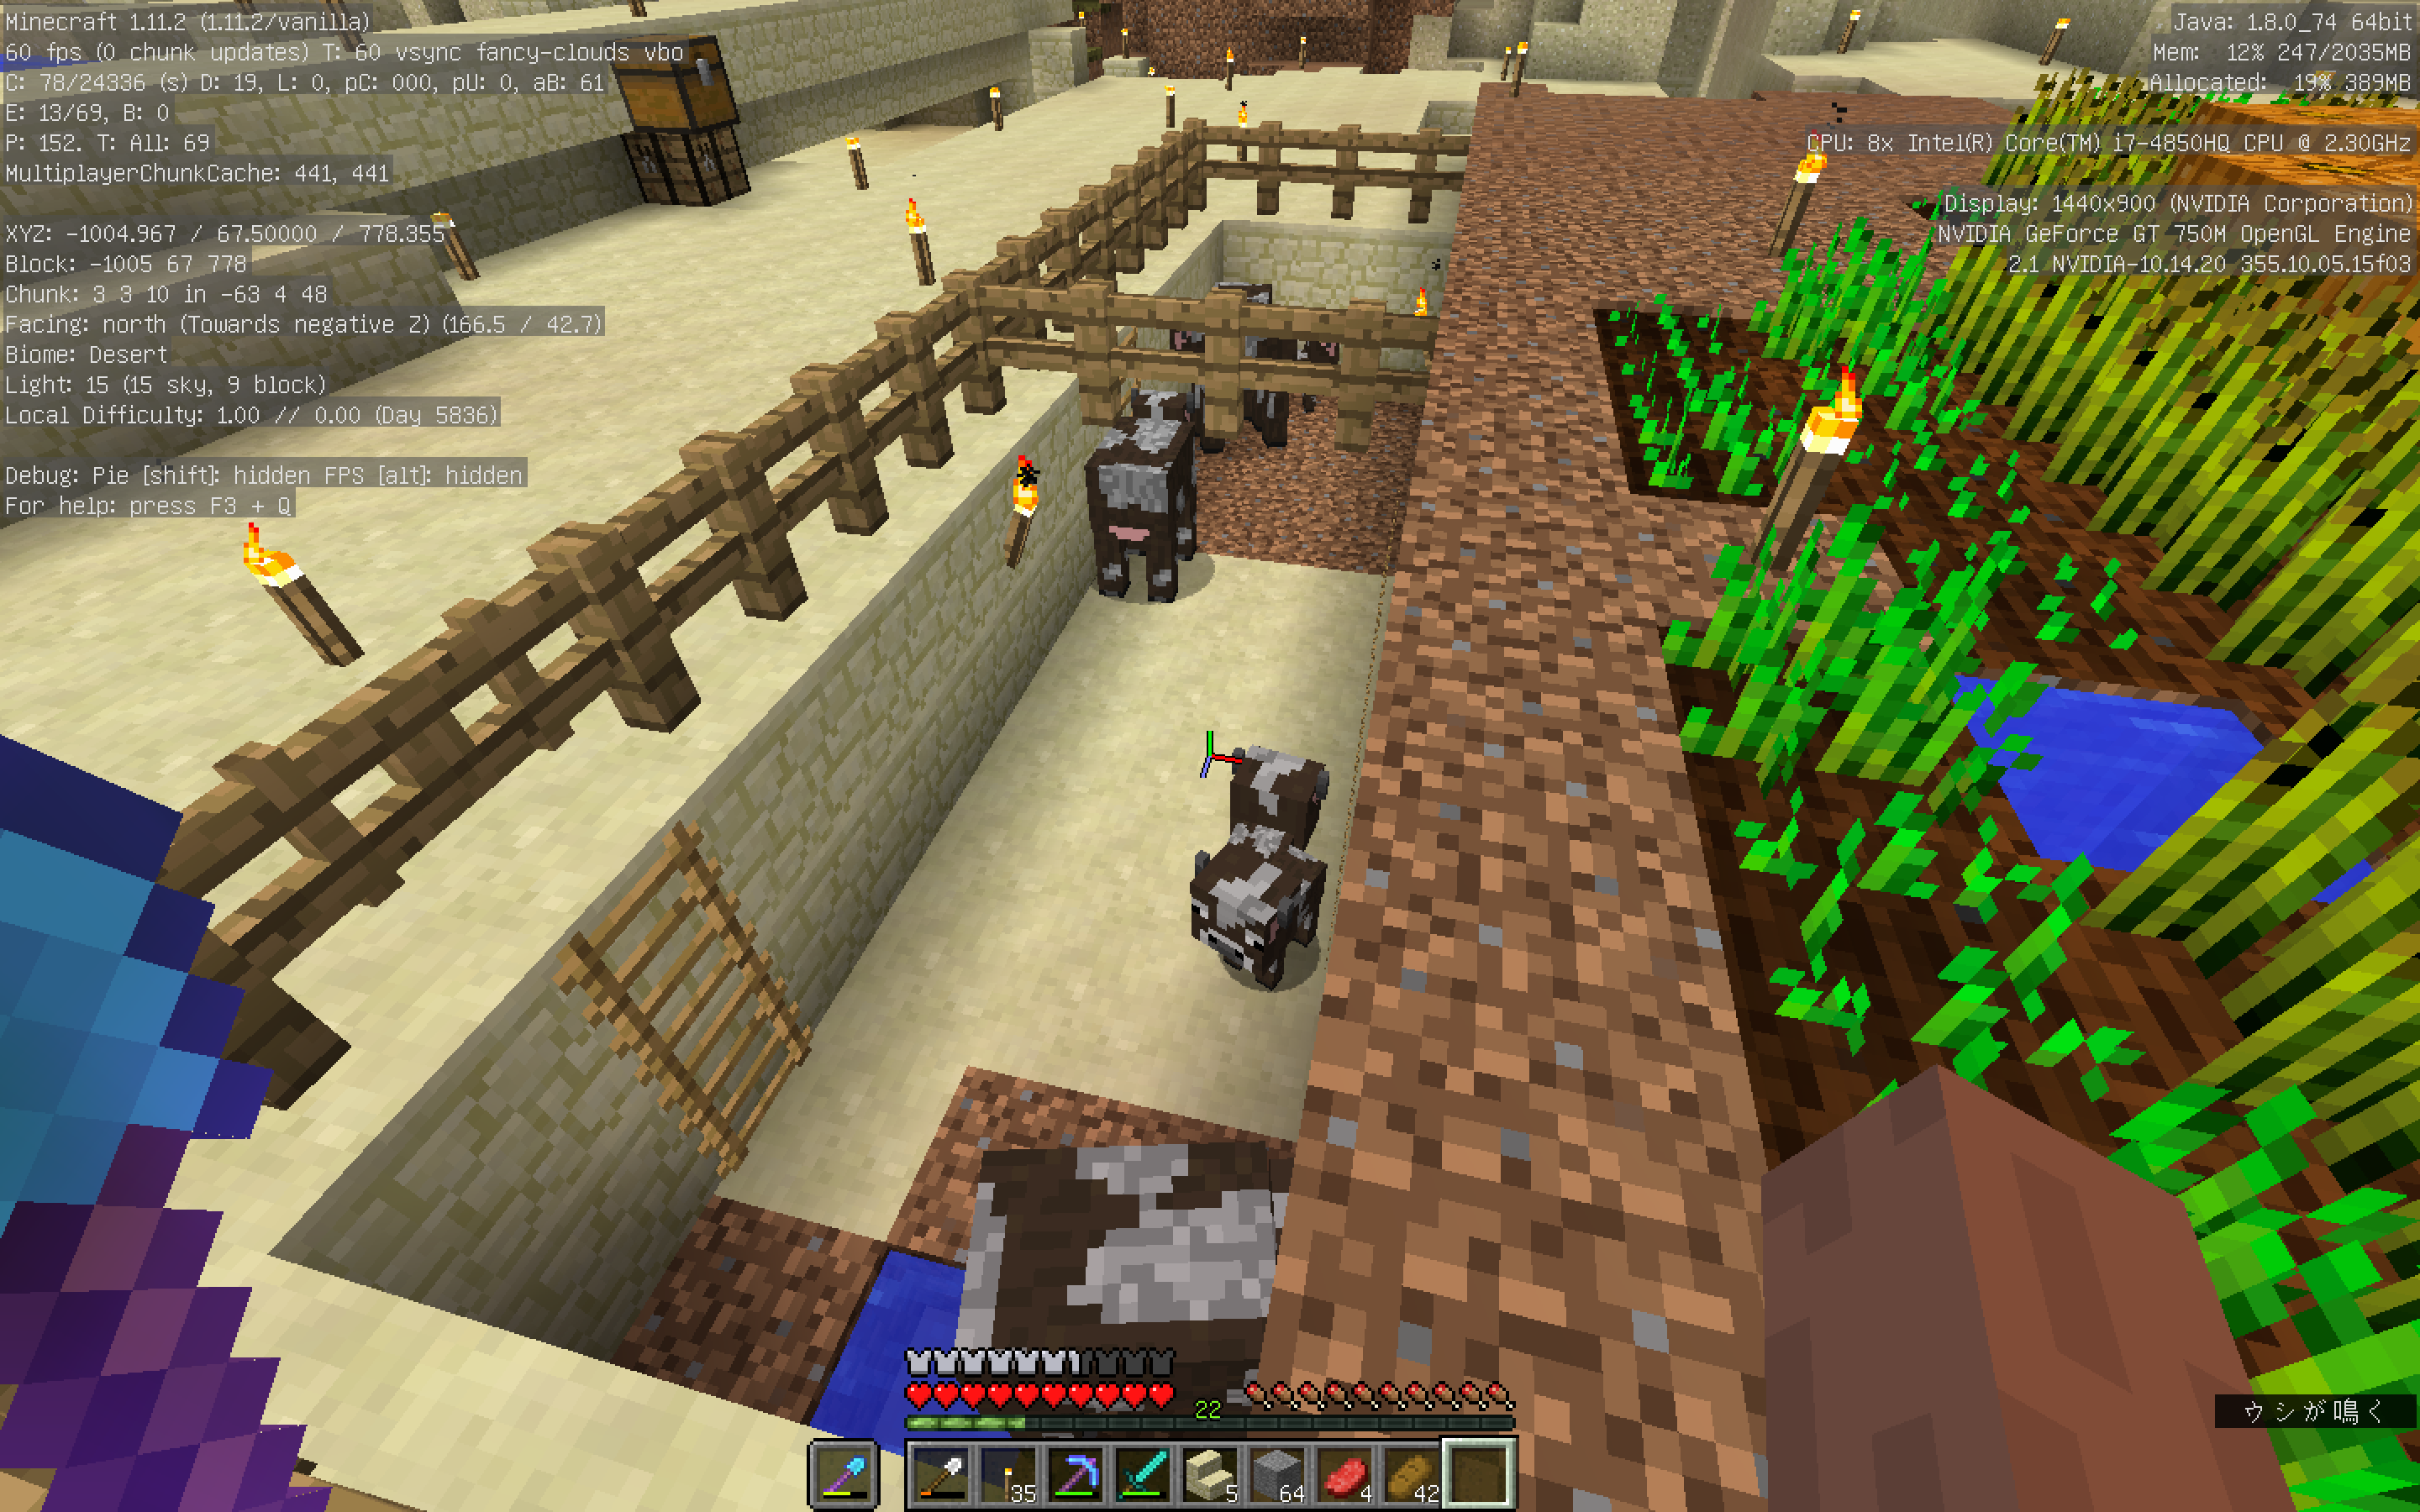 Minecraft 1.11.2 (1.11.2/vanilla)
60 fps (0 chunk updates) T: 60 vsync fancy-clouds vbo
C: 78/24336 (s) D: 19, L: 0, pC: 000, pU: 0, aB: 61
E: 13/69, B: 0
P: 152. T: All: 69
MultiplayerChunkCache: 441, 441
XYZ: -1004.967 / 67.50000 / 778.355
Block: -1005 67 778
Chunk: 3 3 10 in -63 4 48
Facing: north (Towards negative Z) (166.5 / 42.7)
Biome: Desert
Light: 15 (15 sky, 9 block)
Local Difficulty: 1.00 // 0.00 (Day 5836)
Debug: Pie [shift]: hidden FPS [alt]: hidden
For help: press F3 + Q
Java: 1.8.0_74 64bit
Mem: 12% 247/2035MB
Allocated: 19% 389MB
CPU: 8x Intel(R) Core(TM) i7-4850HQ CPU @ 2.30GHz
Display: 1440x900 (NVIDIA Corporation)
NVIDIA GeForce GT 750M OpenGL Engine
2.1 NVIDIA-10.14.20 355.10.05.15f03
ウシが鳴く
22
35 5 64 4 42